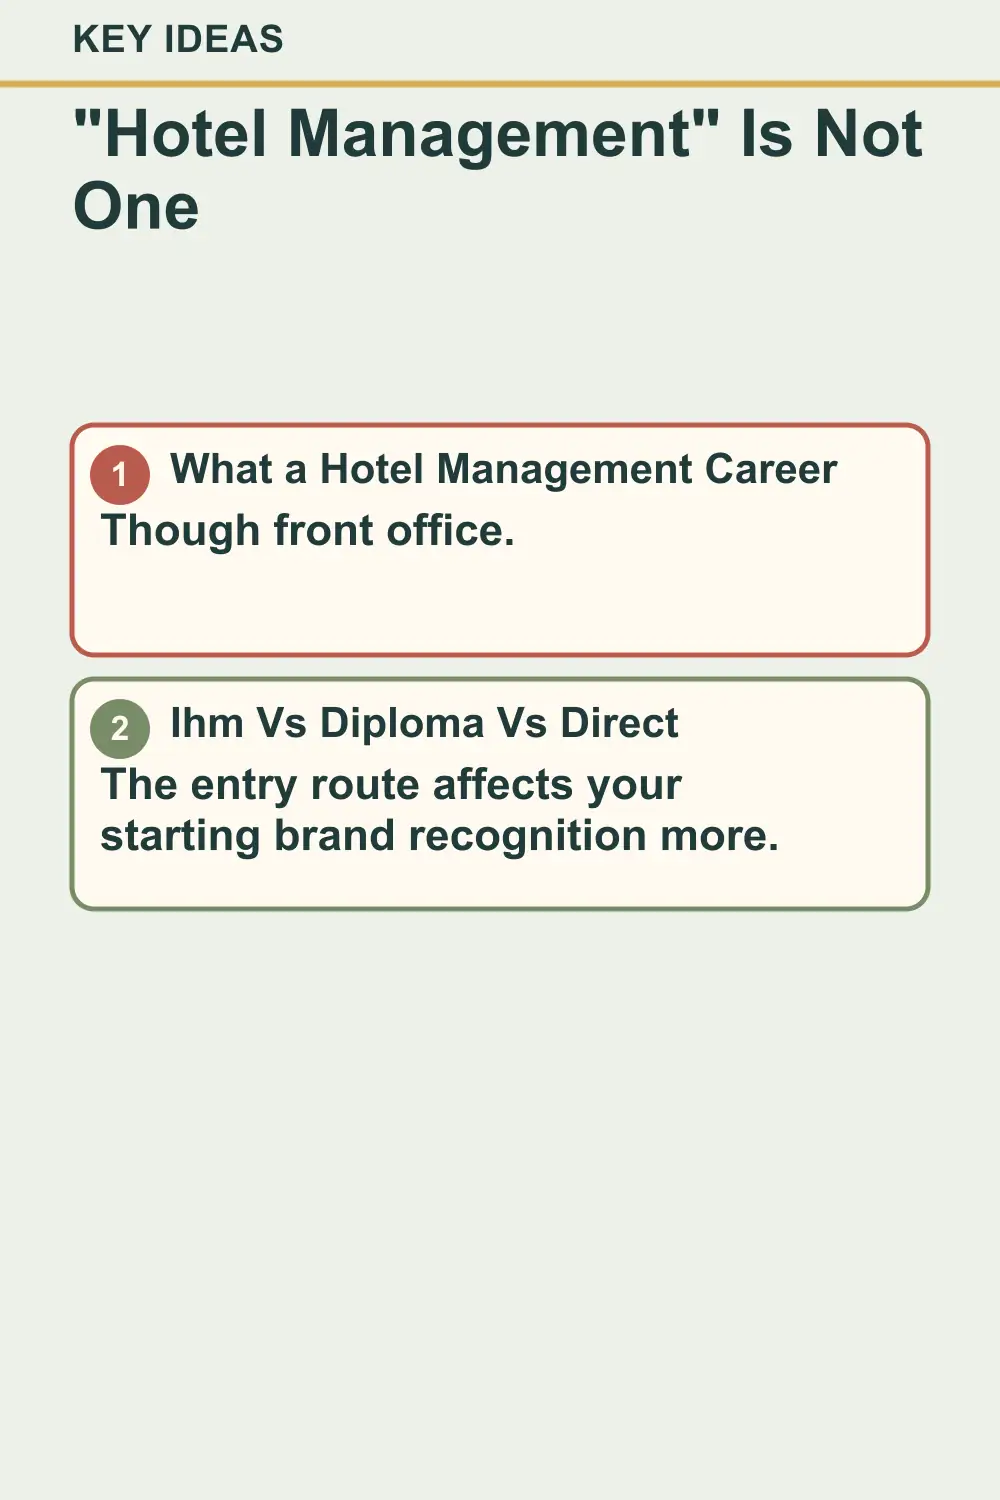 KEY IDEAS
"Hotel Management" Is Not
One
1 What a Hotel Management Career
Though front office.
2 Ihm Vs Diploma Vs Direct
The entry route affects your
starting brand recognition more.